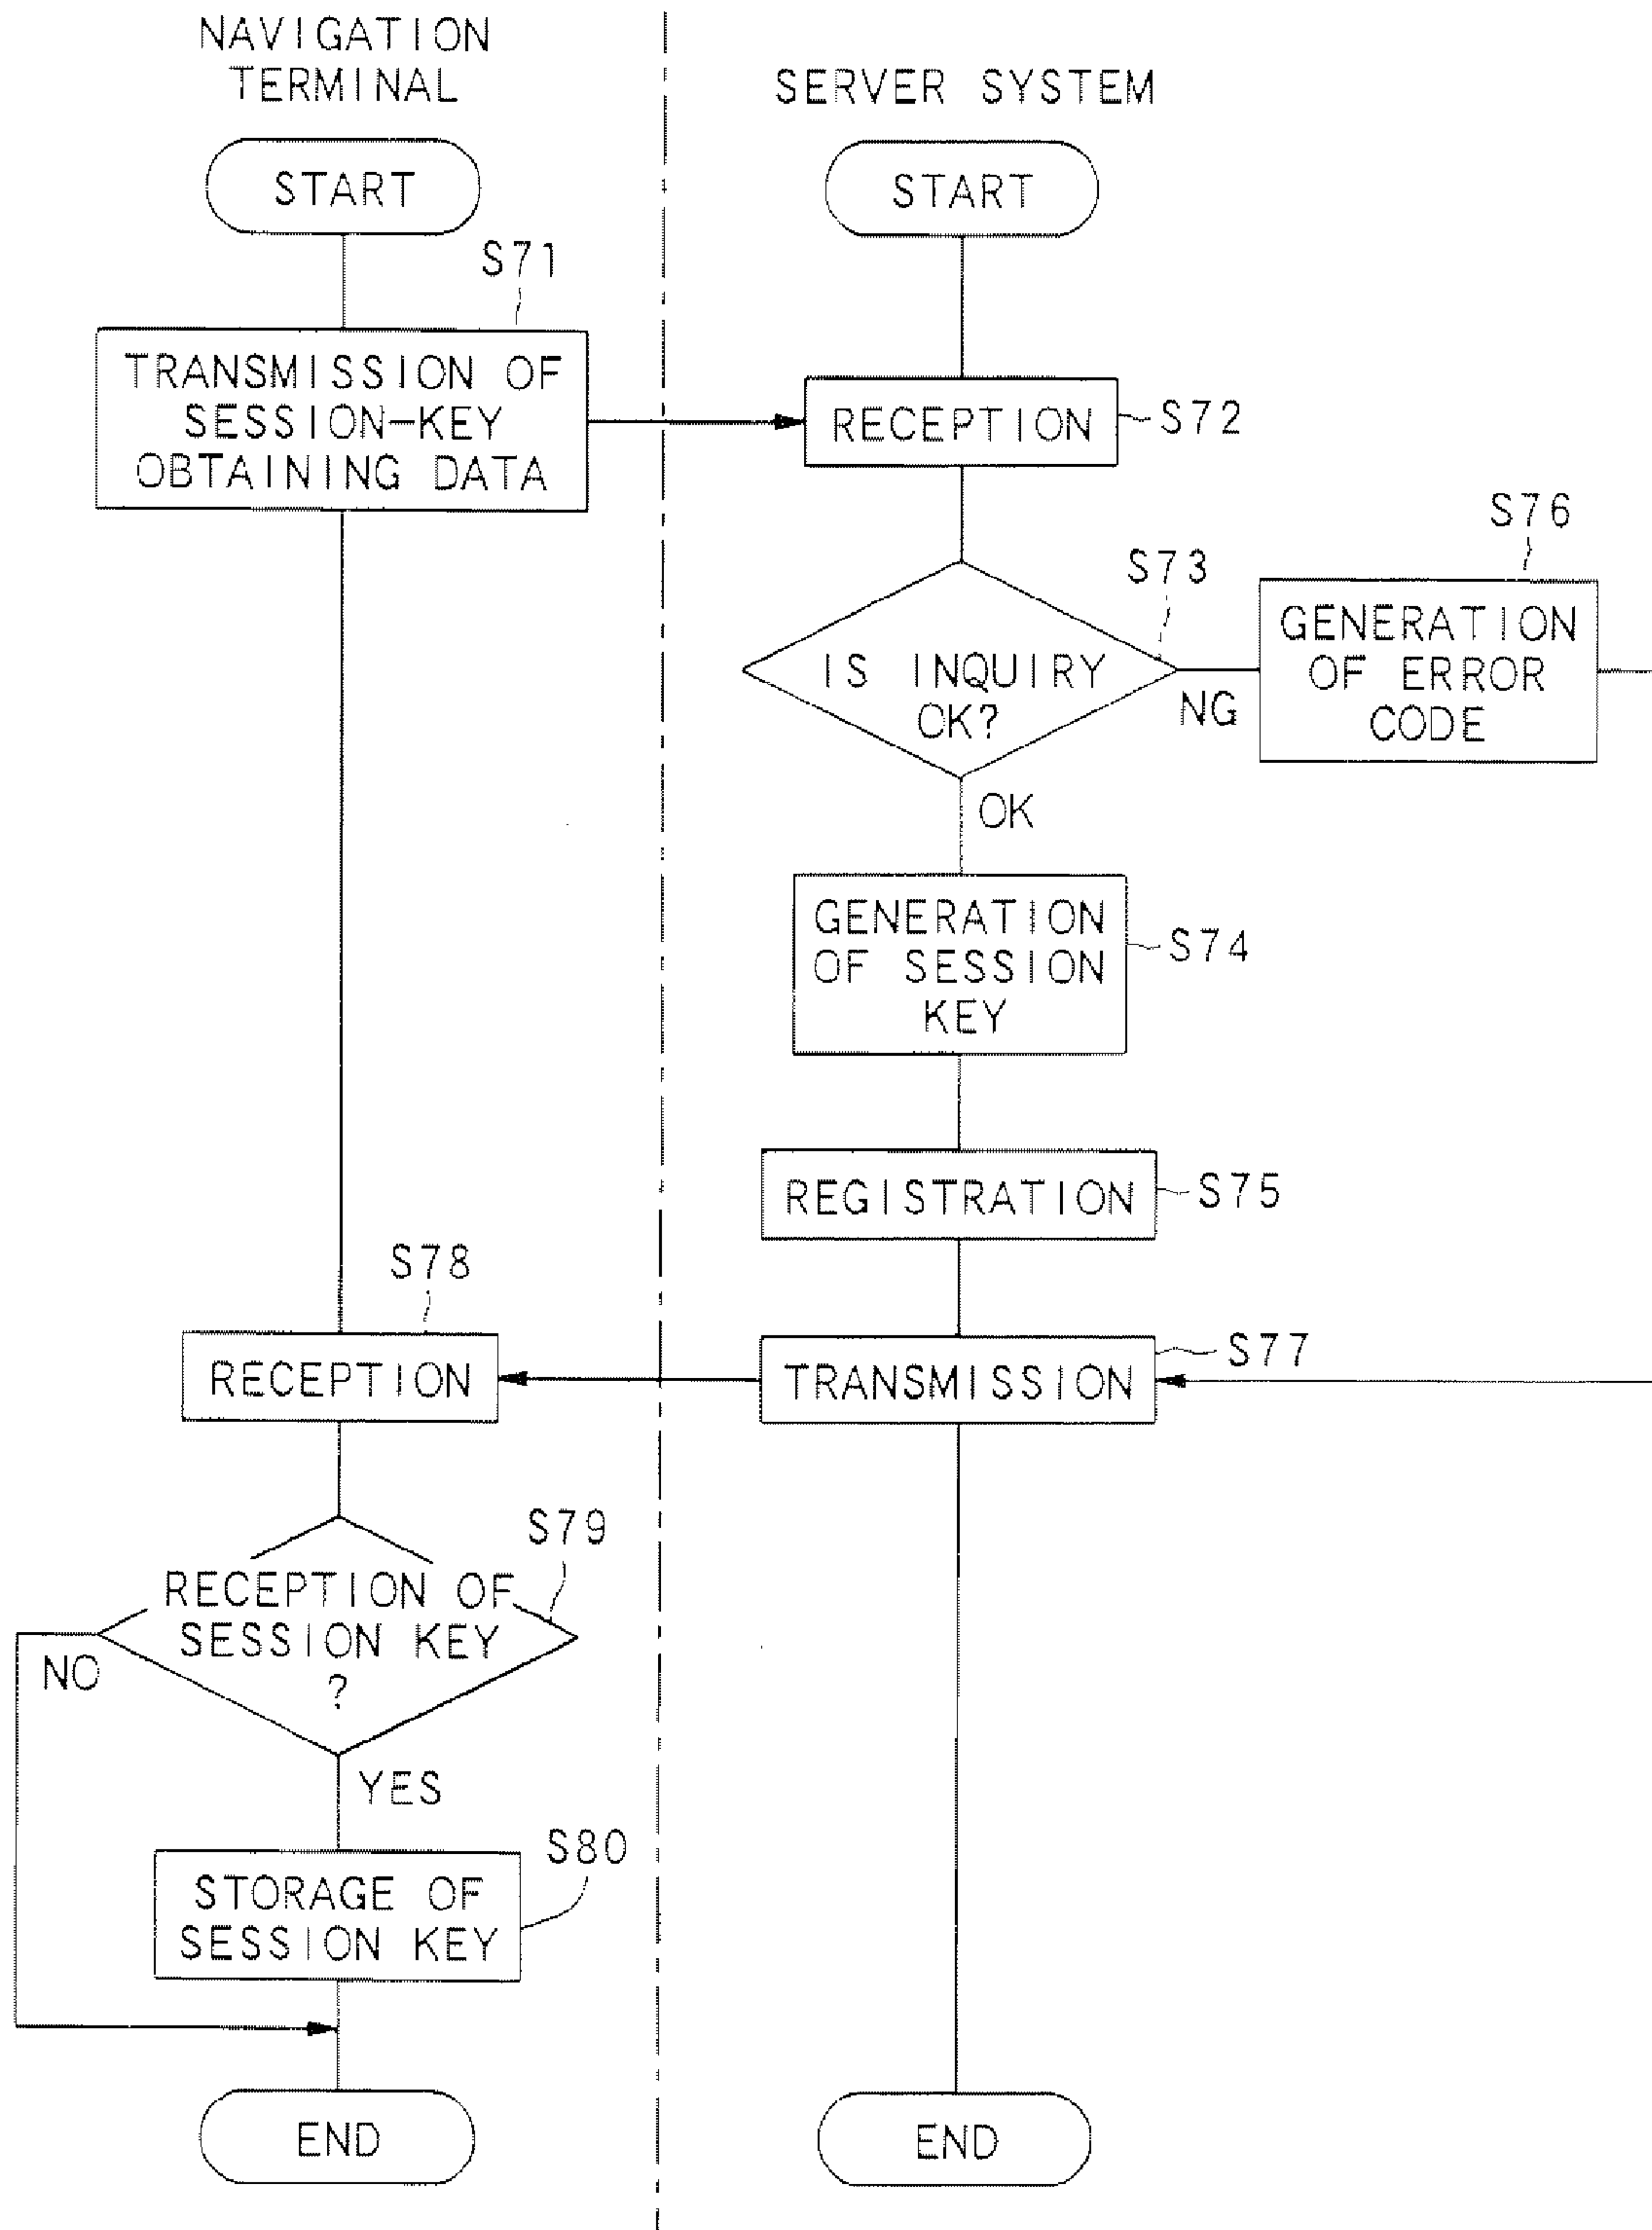 NAVIGATION
TERMINAL
SERVER SYSTEM
START
START
S71
TRANSMISSION OF
SESSION-KEY
OBTAINING DATA
RECEPTION
S72
S76
S73
GENERATION
OF ERROR
CODE
IS INQUIRY
OK?
NG
OK
GENERATION
OF SESSION
KEY
S74
REGISTRATION
S75
S78
RECEPTION
TRANSMISSION
S77
S79
RECEPTION OF
SESSION KEY
?
NO
YES
S80
STORAGE OF
SESSION KEY
END
END